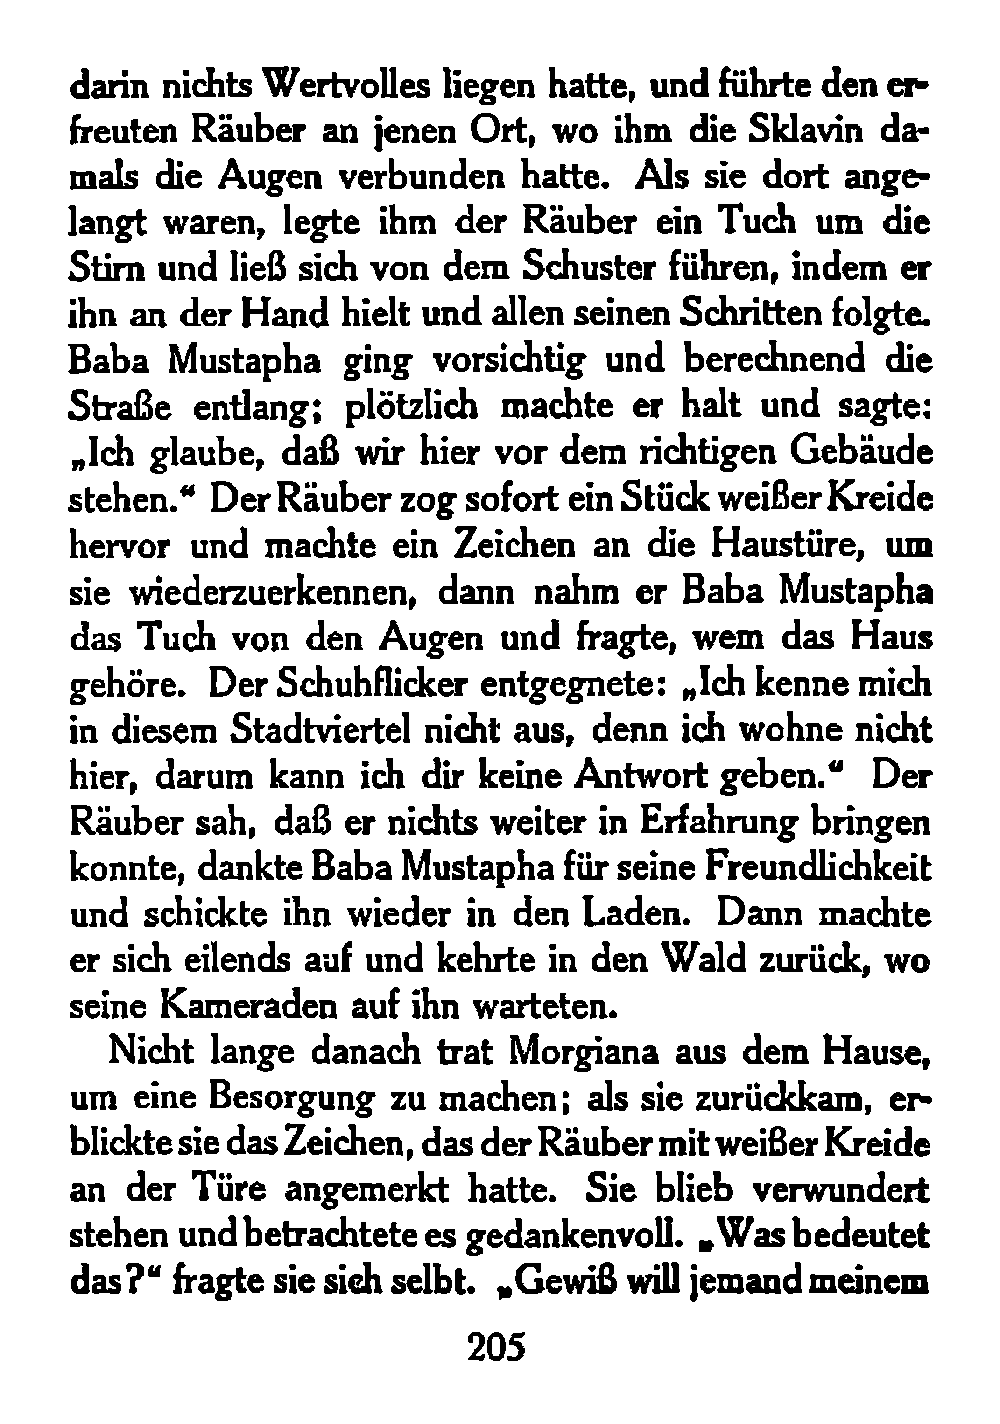 darin nichts Wertvolles liegen hatte, und führte den er-
freuten Räuber an jenen Ort, wo ihm die Sklavin da-
mals die Augen verbunden hatte. Als sie dort ange-
langt waren, legte ihm der Räuber ein Tuch um die
Stirn und ließ sich von dem Schuster führen, indem er
ihn an der Hand hielt und allen seinen Schritten folgte.
Baba Mustapha ging vorsichtig und berechnend die
Straße entlang; plötzlich machte er halt und sagte:
„Ich glaube, daß wir hier vor dem richtigen Gebäude
stehen.“ Der Räuber zog sofort ein Stück weißer Kreide
hervor und machte ein Zeichen an die Haustüre, um
sie wiederzuerkennen, dann nahm er Baba Mustapha
das Tuch von den Augen und fragte, wem das Haus
gehöre. Der Schuhflicker entgegnete: „Ich kenne mich
in diesem Stadtviertel nicht aus, denn ich wohne nicht
hier, darum kann ich dir keine Antwort geben.“ Der
Räuber sah, daß er nichts weiter in Erfahrung bringen
konnte, dankte Baba Mustapha für seine Freundlichkeit
und schickte ihn wieder in den Laden. Dann machte
er sich eilends auf und kehrte in den Wald zurück, wo
seine Kameraden auf ihn warteten.
Nicht lange danach trat Morgiana aus dem Hause,
um eine Besorgung zu machen; als sie zurückkam, er-
blickte sie das Zeichen, das der Räuber mit weißer Kreide
an der Türe angemerkt hatte. Sie blieb verwundert
stehen und betrachtete es gedankenvoll. „Was bedeutet
das?“ fragte sie sich selbt. „Gewiß will jemand meinem
205